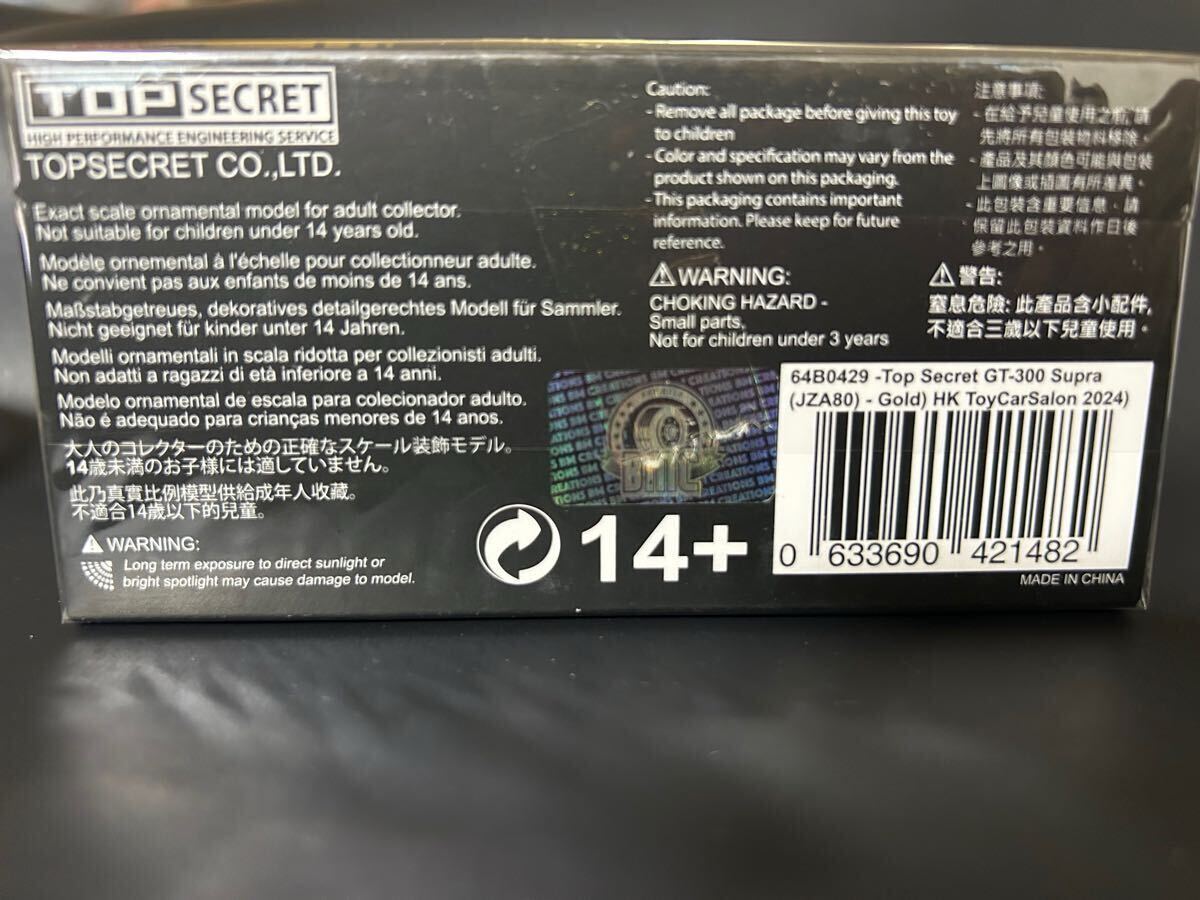 TOP SECRET
HIGH PERFORMANCE ENGINEERING SERVICE
TOPSECRET CO.,LTD.
Exact scale ornamental model for adult collector.
Not suitable for children under 14 years old.
Modèle ornemental à l'échelle pour collectionneur adulte.
Ne convient pas aux enfants de moins de 14 ans.
Maßstabgetreues, dekoratives detailgerechtes Modell für Sammler.
Nicht geeignet für kinder unter 14 Jahren.
Modelli ornamentali in scala ridotta per collezionisti adulti.
Non adatti a ragazzi di età inferiore a 14 anni.
Modelo ornamental de escala para colecionador adulto.
Não é adequado para crianças menores de 14 anos.
大人のコレクターのための正確なスケール装飾モデル。
14歳未満のお子様には適していません。
此乃真實比例模型供給成年人收藏。
不適合14歲以下的兒童。
WARNING:
Long term exposure to direct sunlight or
bright spotlight may cause damage to model.
Caution:
- Remove all package before giving this toy
to children
- Color and specification may vary from the
product shown on this packaging.
- This packaging contains important
information. Please keep for future
reference.
WARNING:
CHOKING HAZARD -
Small parts,
Not for children under 3 years
注意事項:
- 在給予兒童使用之前,請
先將所有包裝物料移除。
- 產品及其顏色可能與包裝
上圖像或插圖有所差異。
- 此包裝含重要信息。請
保留此包裝資料作日後
參考之用。
警告:
窒息危險: 此產品含小配件,
不適合三歲以下兒童使用。
BM CREATIONS
BMC
14+
64B0429 -Top Secret GT-300 Supra
(JZA80) - Gold) HK ToyCarSalon 2024)
0 633690 421482
MADE IN CHINA